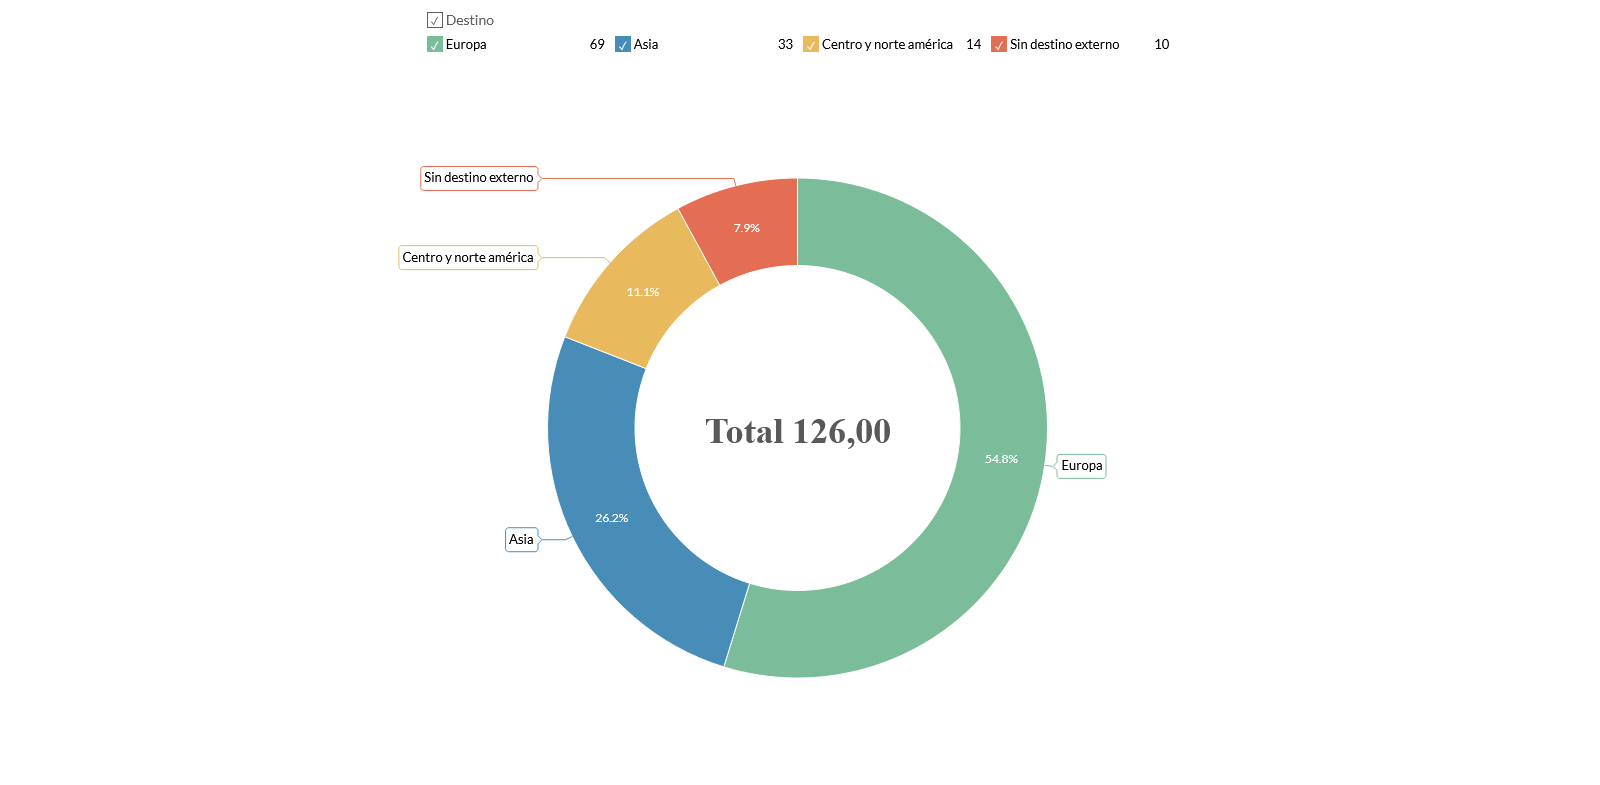 Destino
Europa 69 Asia 33 Centro y norte américa 14 Sin destino externo 10
Sin destino externo
7.9%
Centro y norte américa
11.1%
Total 126,00
54.8%
Europa
26.2%
Asia